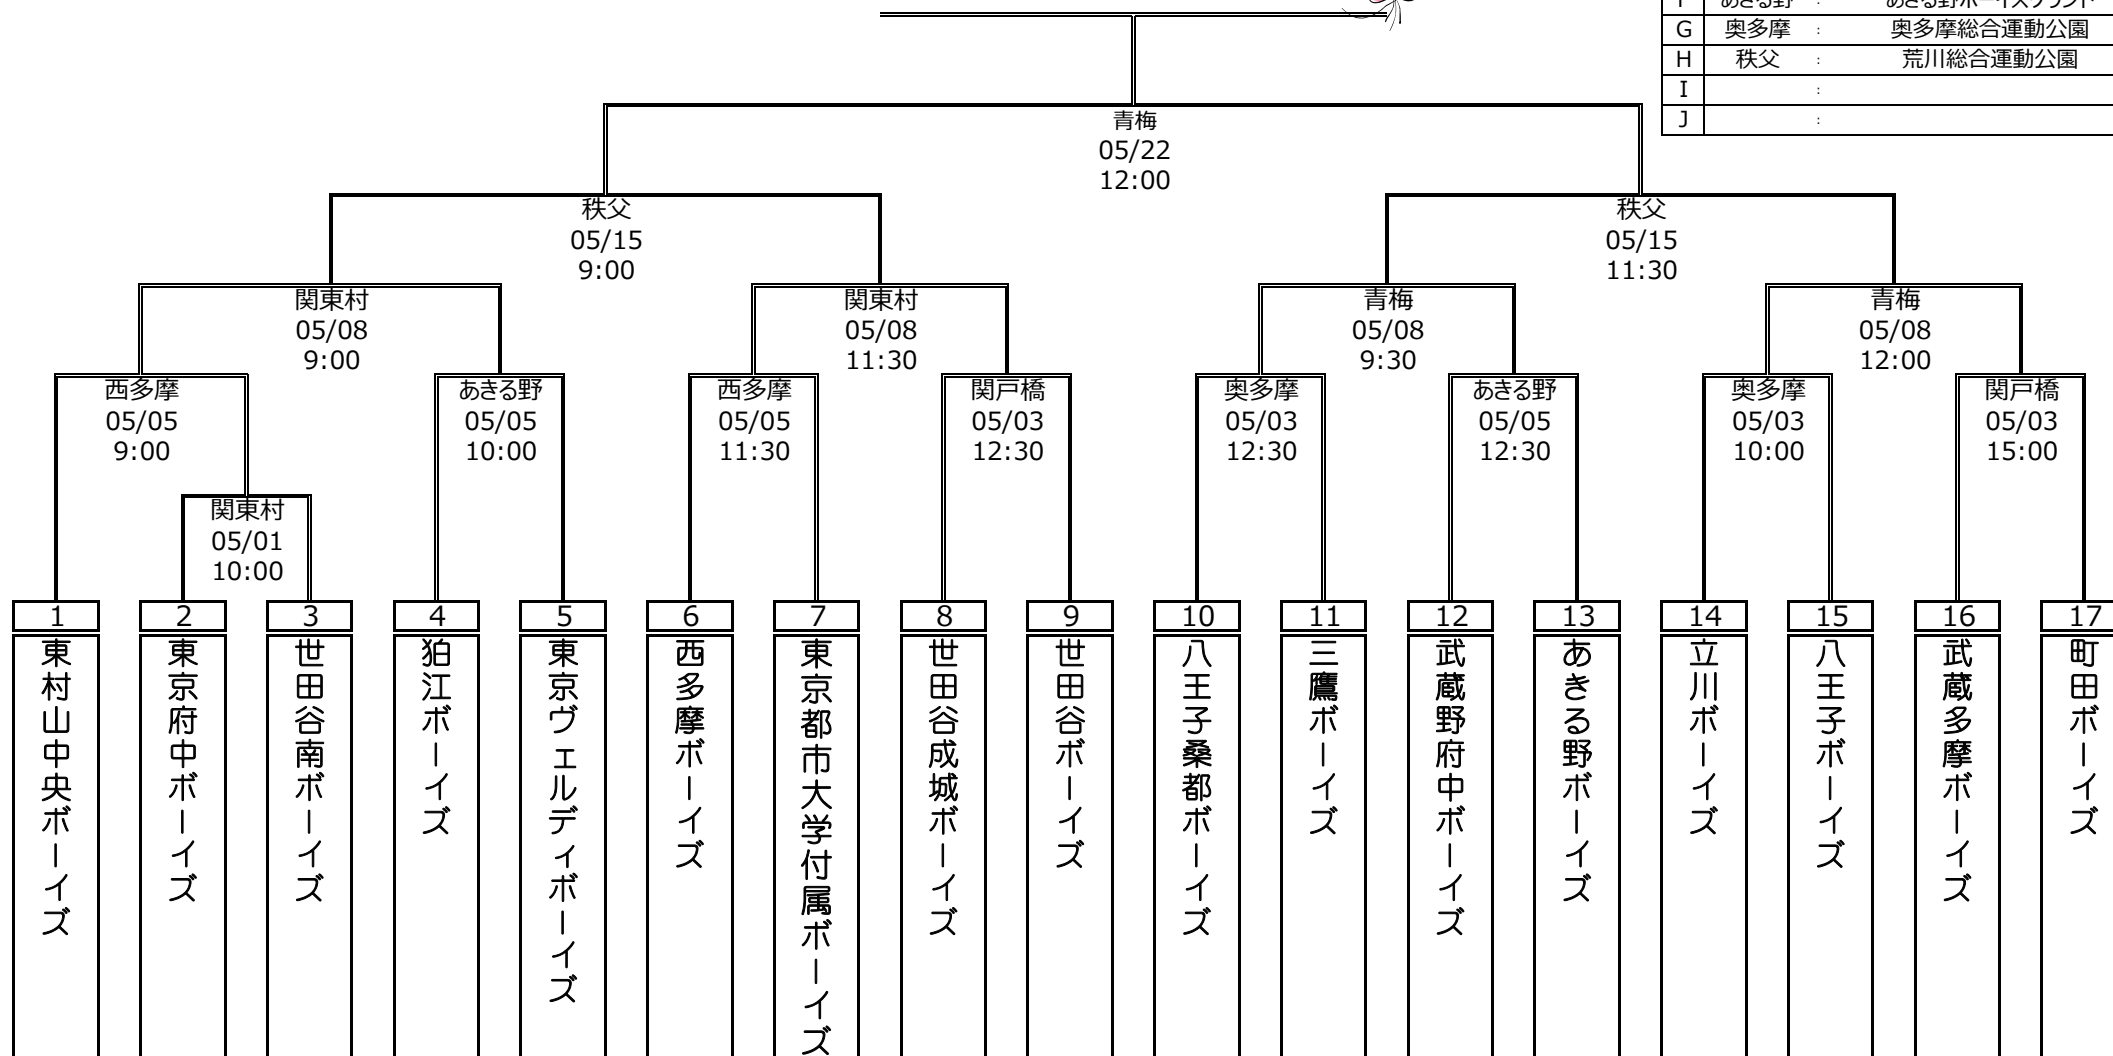 あきる野 : あきる野ボーイズグランド
G 奥多摩 : 奥多摩総合運動公園
H 秩父 : 荒川総合運動公園
I :
J :
青梅
05/22
12:00
秩父
05/15
9:00
秩父
05/15
11:30
関東村
05/08
9:00
関東村
05/08
11:30
青梅
05/08
9:30
青梅
05/08
12:00
西多摩
05/05
9:00
あきる野
05/05
10:00
西多摩
05/05
11:30
関戸橋
05/03
12:30
奥多摩
05/03
12:30
あきる野
05/05
12:30
奥多摩
05/03
10:00
関戸橋
05/03
15:00
関東村
05/01
10:00
1
東村山中央ボーイズ
2
東京府中ボーイズ
3
世田谷南ボーイズ
4
狛江ボーイズ
5
東京ヴェルディボーイズ
6
西多摩ボーイズ
7
東京都市大学付属ボーイズ
8
世田谷成城ボーイズ
9
世田谷ボーイズ
10
八王子桑都ボーイズ
11
三鷹ボーイズ
12
武蔵野府中ボーイズ
13
あきる野ボーイズ
14
立川ボーイズ
15
八王子ボーイズ
16
武蔵多摩ボーイズ
17
町田ボーイズ